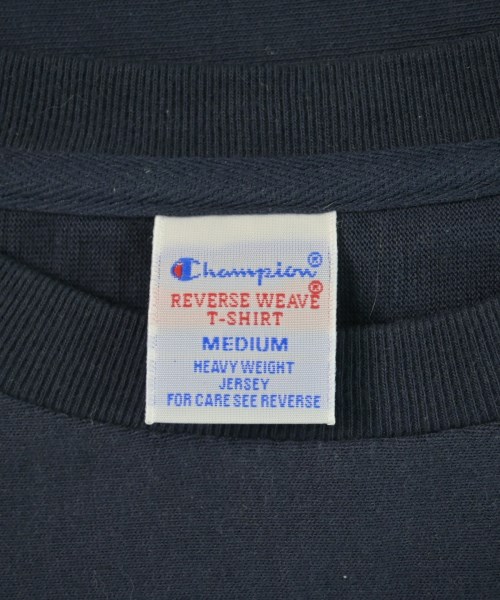 Champion®
REVERSE WEAVE®
T-SHIRT
MEDIUM
HEAVY WEIGHT
JERSEY
FOR CARE SEE REVERSE